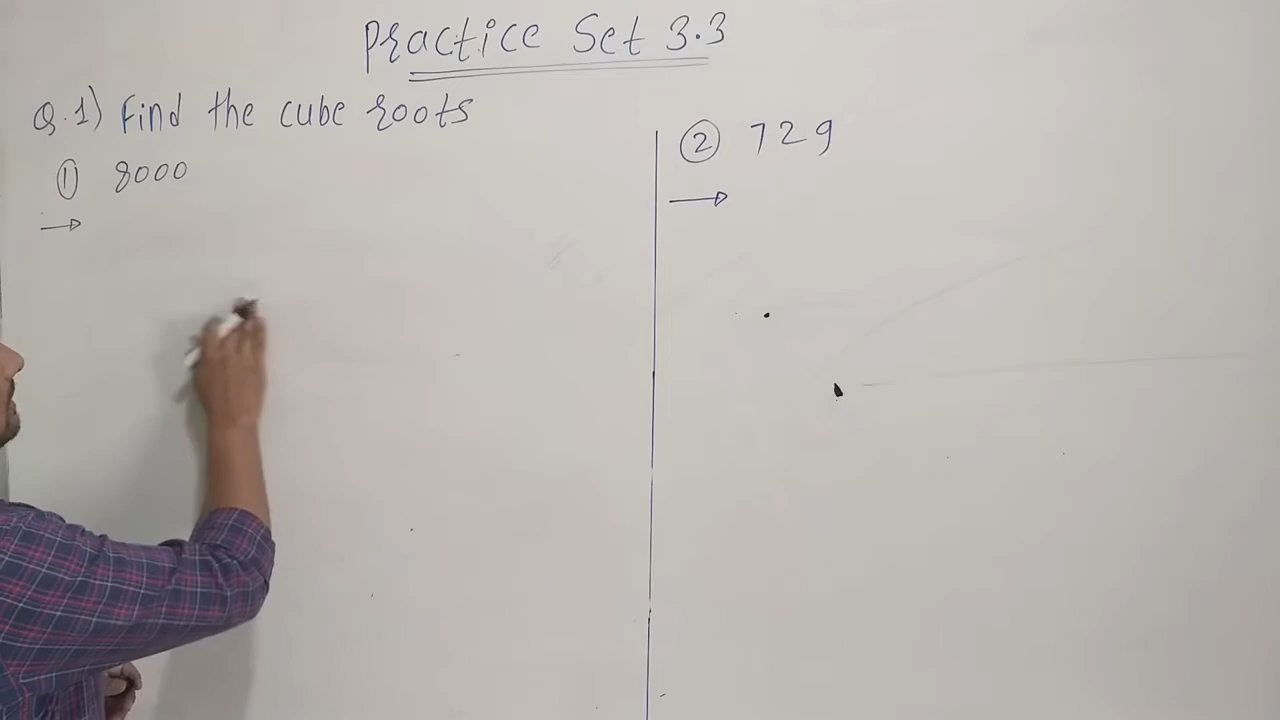 Practice Set 3.3
Q.1) Find the cube roots
① 8000
→
② 729
→